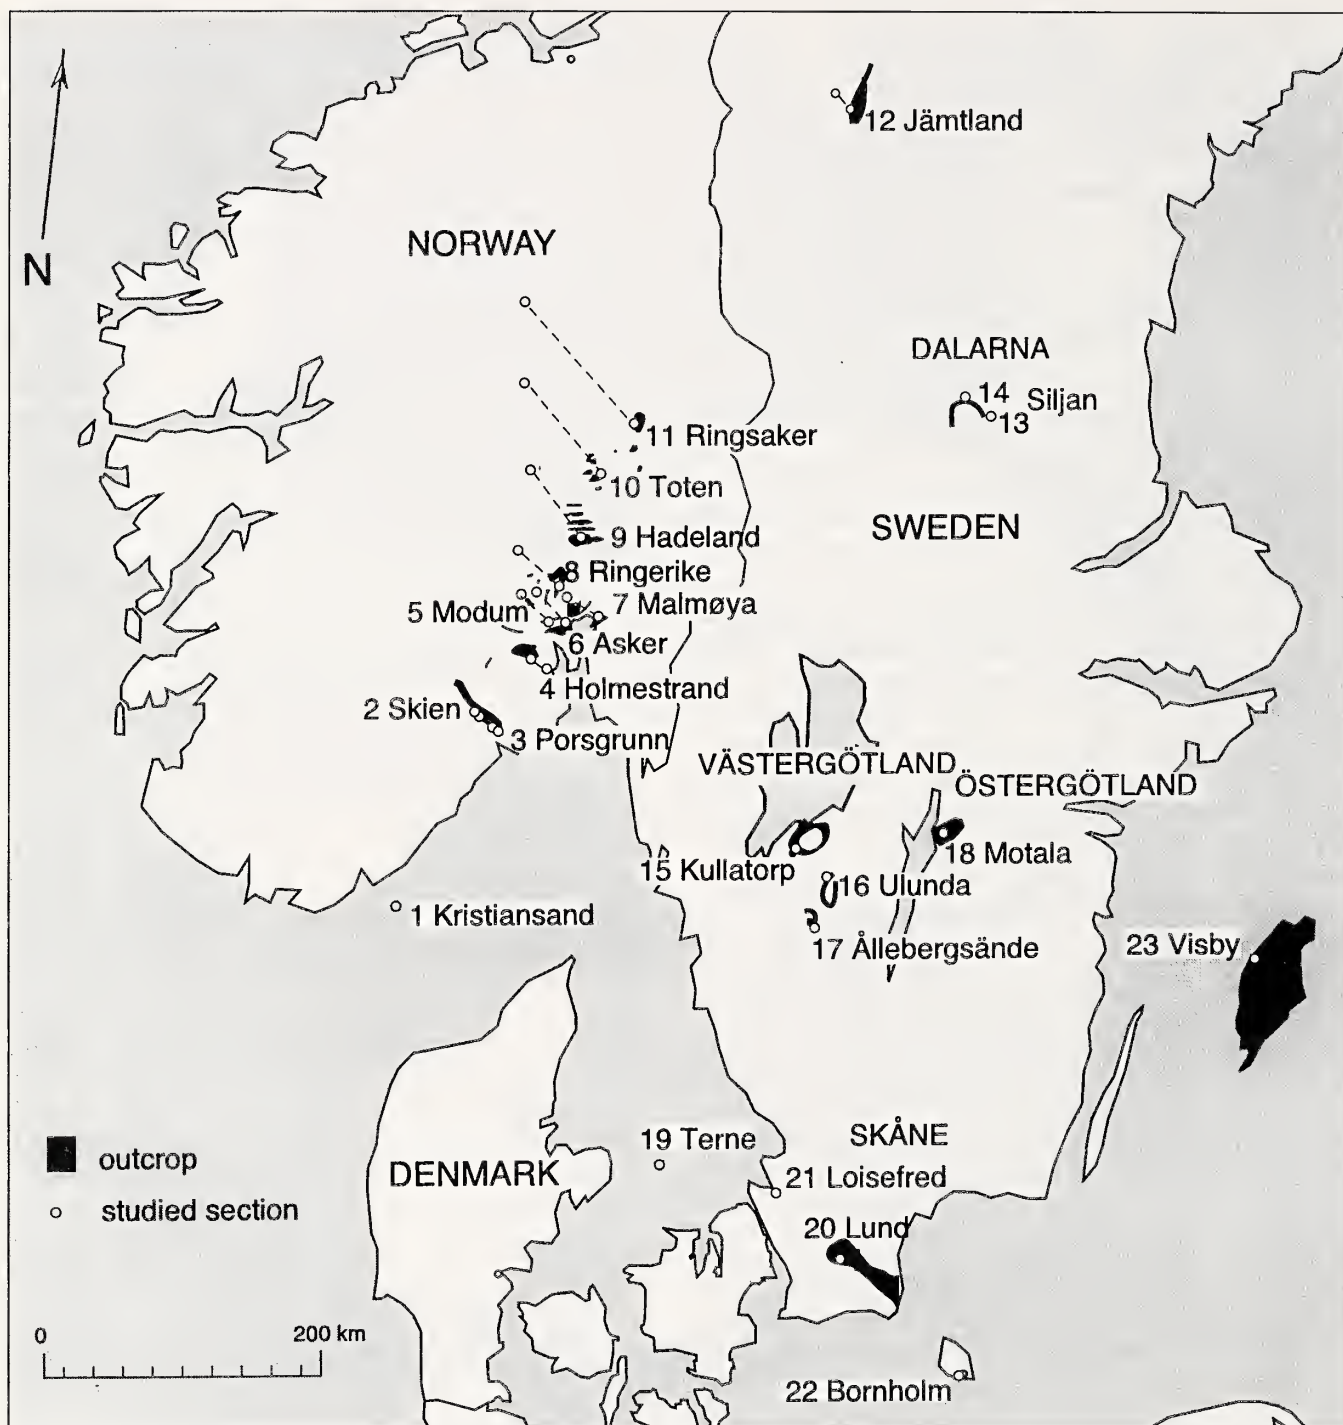 12 Jämtland
NORWAY
N
DALARNA
14
Siljan
13
11 Ringsaker
10 Toten
SWEDEN
9 Hadeland
8 Ringerike
5 Modum
7 Malmøya
6 Asker
4 Holmestrand
2 Skien
3 Porsgrunn
VÄSTERGÖTLAND
ÖSTERGÖTLAND
15 Kullatorp
18 Motala
16 Ulunda
1 Kristiansand
17 Ållebergsände
23 Visby
19 Terne
SKÅNE
outcrop
DENMARK
21 Loisefred
studied section
20 Lund
0
200 km
22 Bornholm